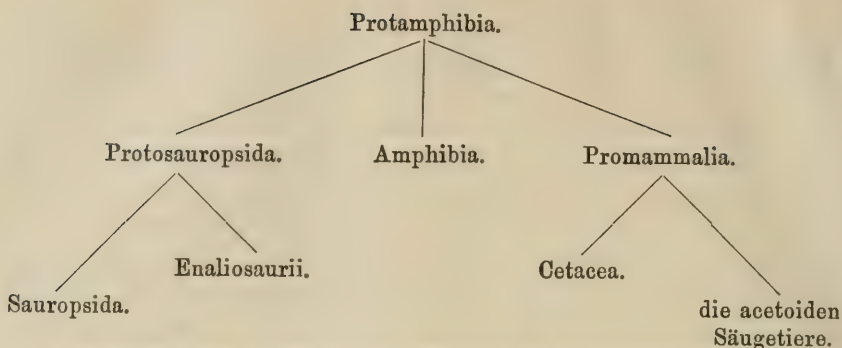 Protamphibia.
Protosauropsida. Amphibia. Promammalia.
Enaliosaurii. Cetacea.
Sauropsida. die acetoiden
Säugetiere.